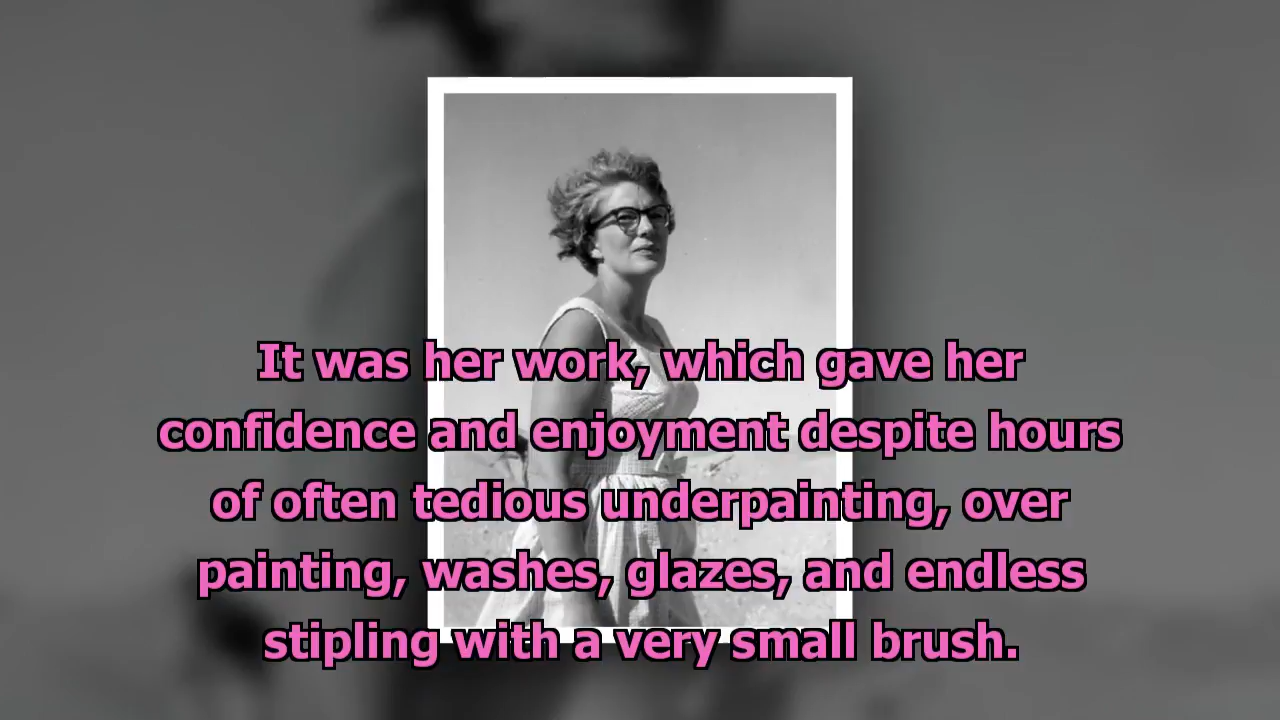 It was her work, which gave her
confidence and enjoyment despite hours
of often tedious underpainting, over
painting, washes, glazes, and endless
stipling with a very small brush.